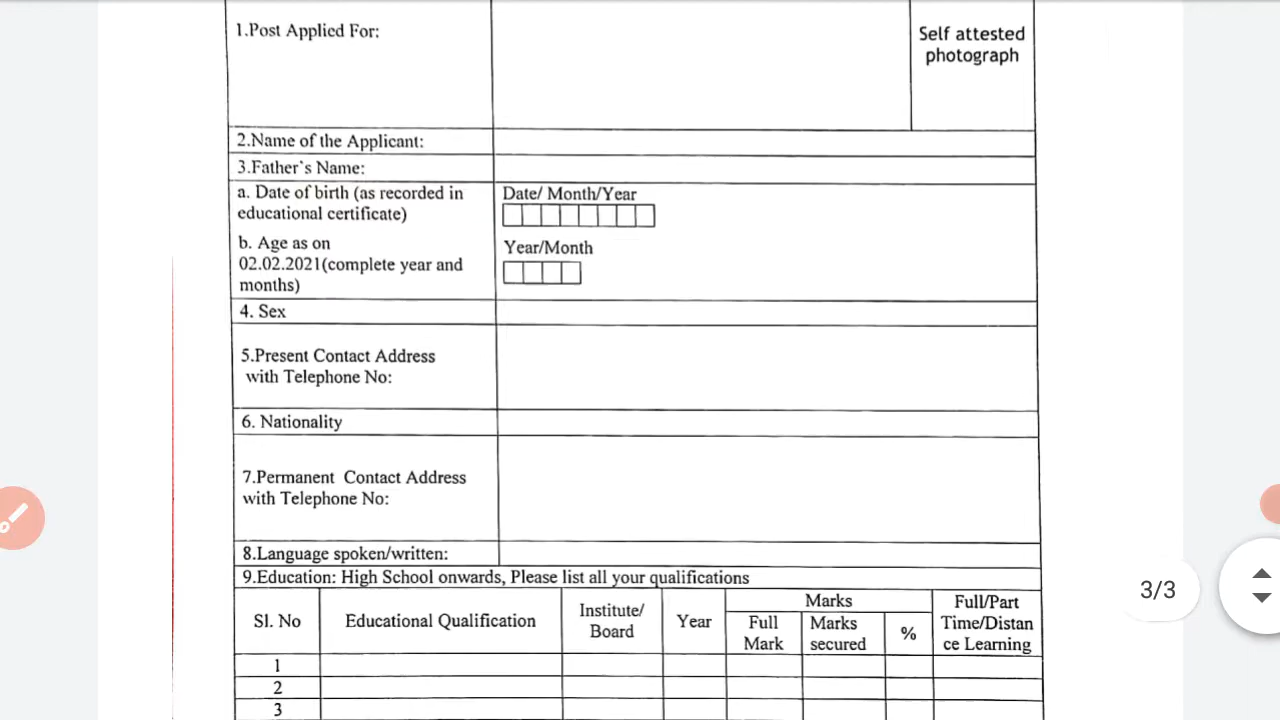 1.Post Applied For:
Self attested
photograph
2.Name of the Applicant:
3.Father`s Name:
a. Date of birth (as recorded in
educational certificate)
Date/ Month/Year
b. Age as on
02.02.2021(complete year and
months)
Year/Month
4. Sex
5.Present Contact Address
with Telephone No:
6. Nationality
7.Permanent Contact Address
with Telephone No:
8.Language spoken/written:
9.Education: High School onwards, Please list all your qualifications
Sl. No
Educational Qualification
Institute/
Board
Year
Marks
Full
Mark
Marks
secured
%
Full/Part
Time/Distan
ce Learning
1
2
3
3/3